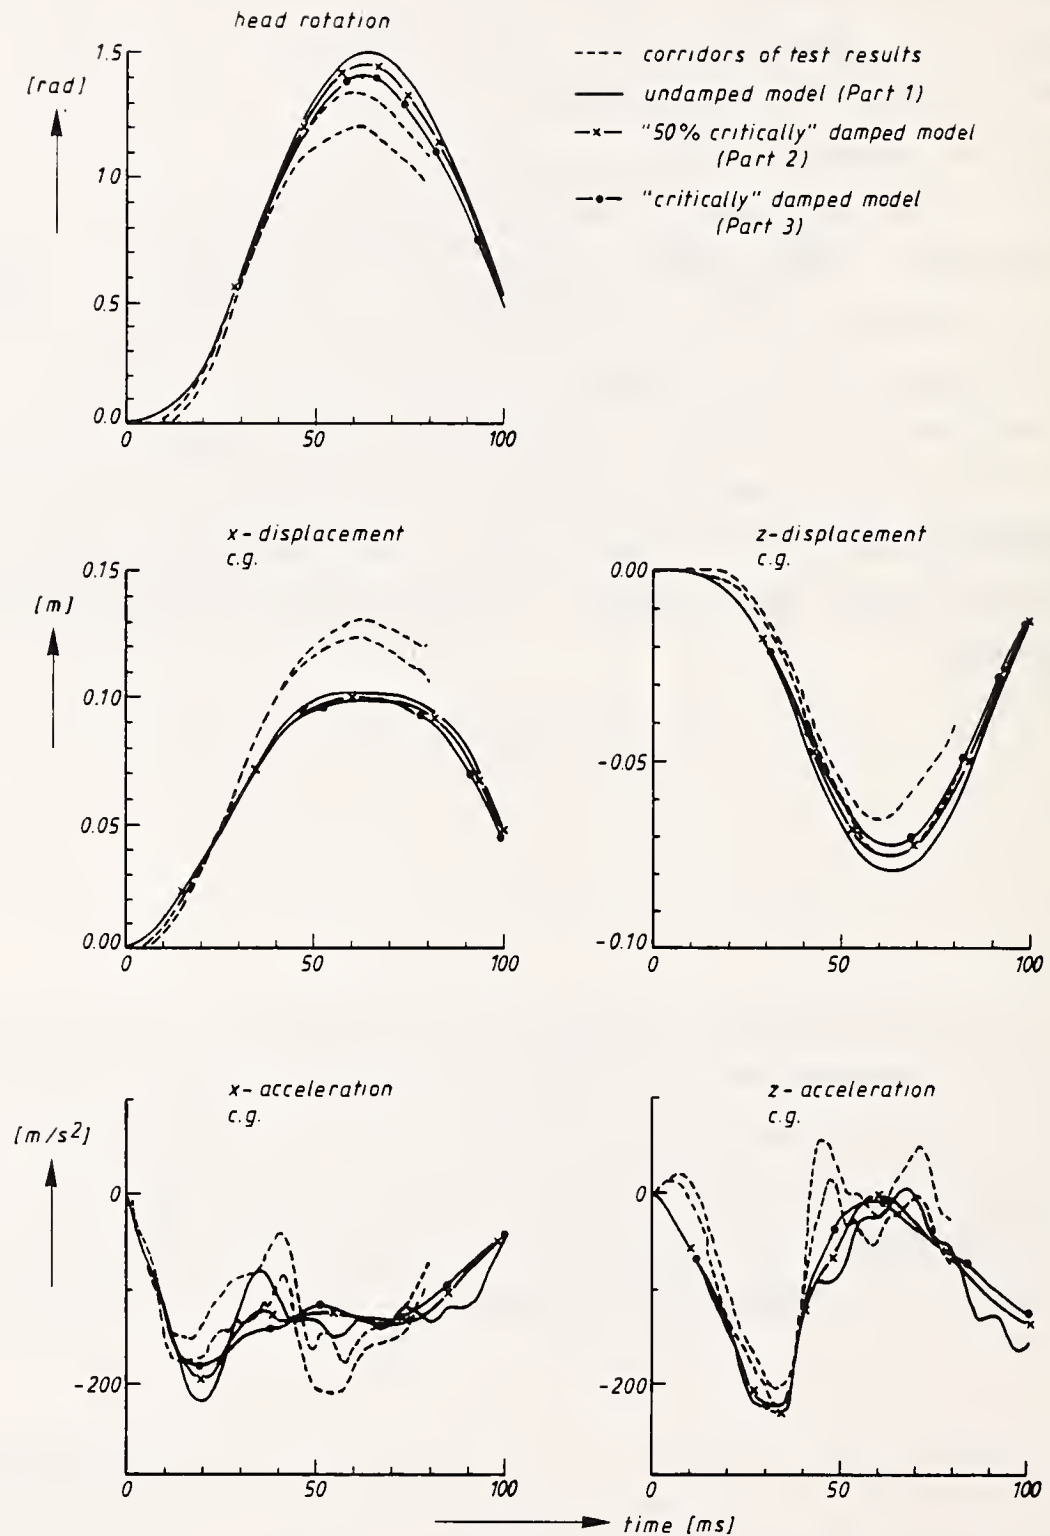 head rotation
[rad]
1.5
1.0
0.5
0.0
0
50
100
corridors of test results
undamped model (Part 1)
"50% critically" damped model
(Part 2)
"critically" damped model
(Part 3)
x-displacement
c.g.
[m]
0.15
0.10
0.05
0.00
0
50
100
z-displacement
c.g.
0.00
-0.05
-0.10
0
50
100
x-acceleration
c.g.
[m/s2]
0
-200
0
50
100
z-acceleration
c.g.
0
-200
0
50
100
time [ms]